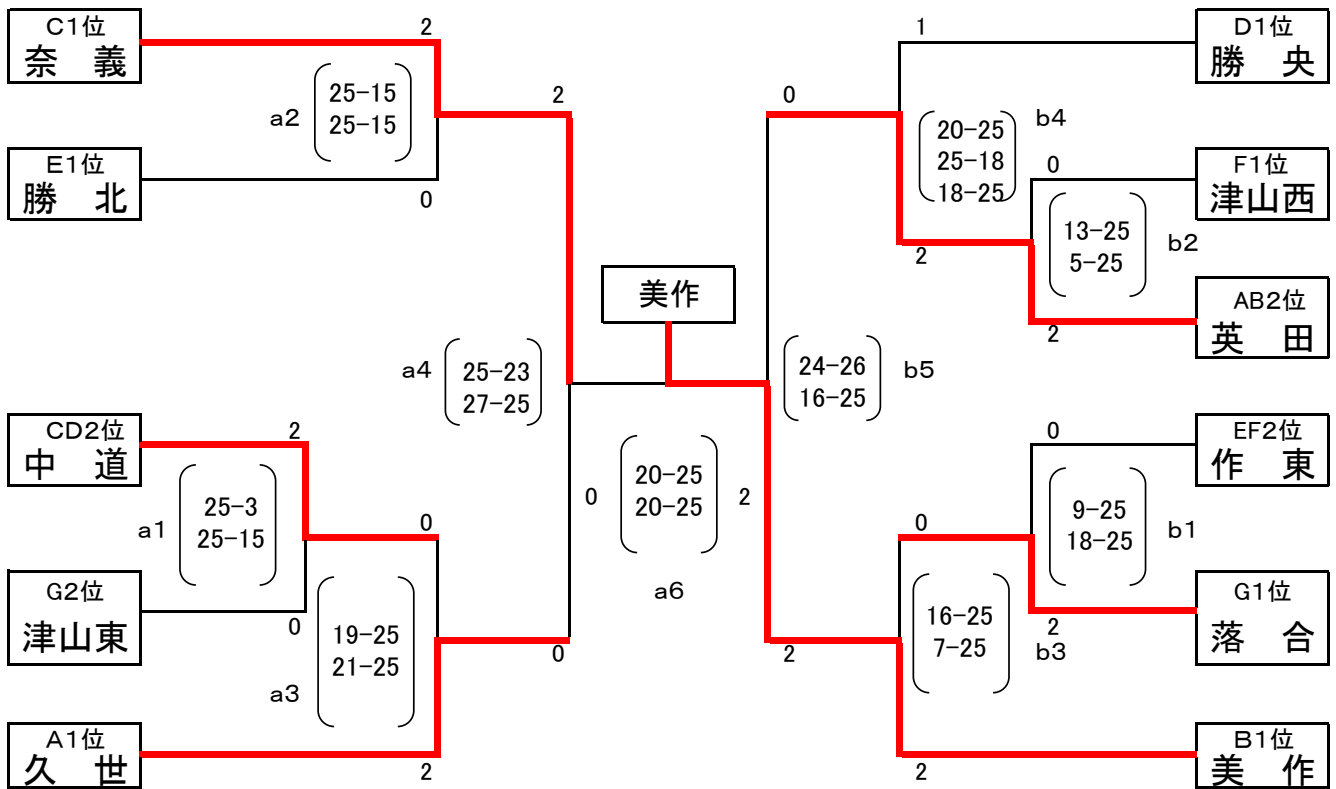 C1位
奈　義
2
a2
25-15
25-15
E1位
勝　北
0
2
a4
25-23
27-25
CD2位
中　道
2
a1
25-3
25-15
G2位
津山東
0
0
a3
19-25
21-25
A1位
久　世
2
0
美作
0
20-25
20-25
2
a6
D1位
勝　央
1
0
b4
20-25
25-18
18-25
F1位
津山西
0
b2
13-25
5-25
AB2位
英　田
2
2
b5
24-26
16-25
EF2位
作　東
0
b1
9-25
18-25
G1位
落　合
2
0
b3
16-25
7-25
B1位
美　作
2
2